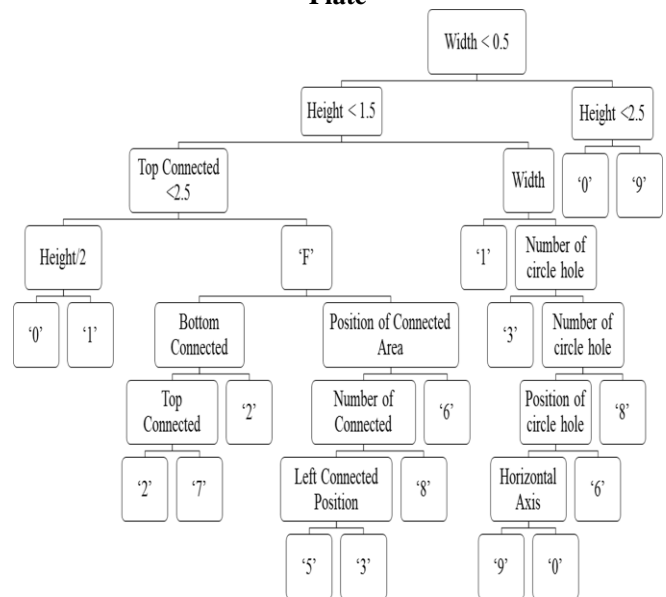 Plate
Width < 0.5
Height < 1.5
Height <2.5
Top Connected
<2.5
Width
‘0’
‘9’
Height/2
‘F’
‘1’
Number of
circle hole
‘0’
‘1’
Bottom
Connected
Position of Connected
Area
‘3’
Number of
circle hole
Top
Connected
‘2’
Number of
Connected
‘6’
Position of
circle hole
‘8’
‘2’
‘7’
Left Connected
Position
‘8’
Horizontal
Axis
‘6’
‘5’
‘3’
‘9’
‘0’